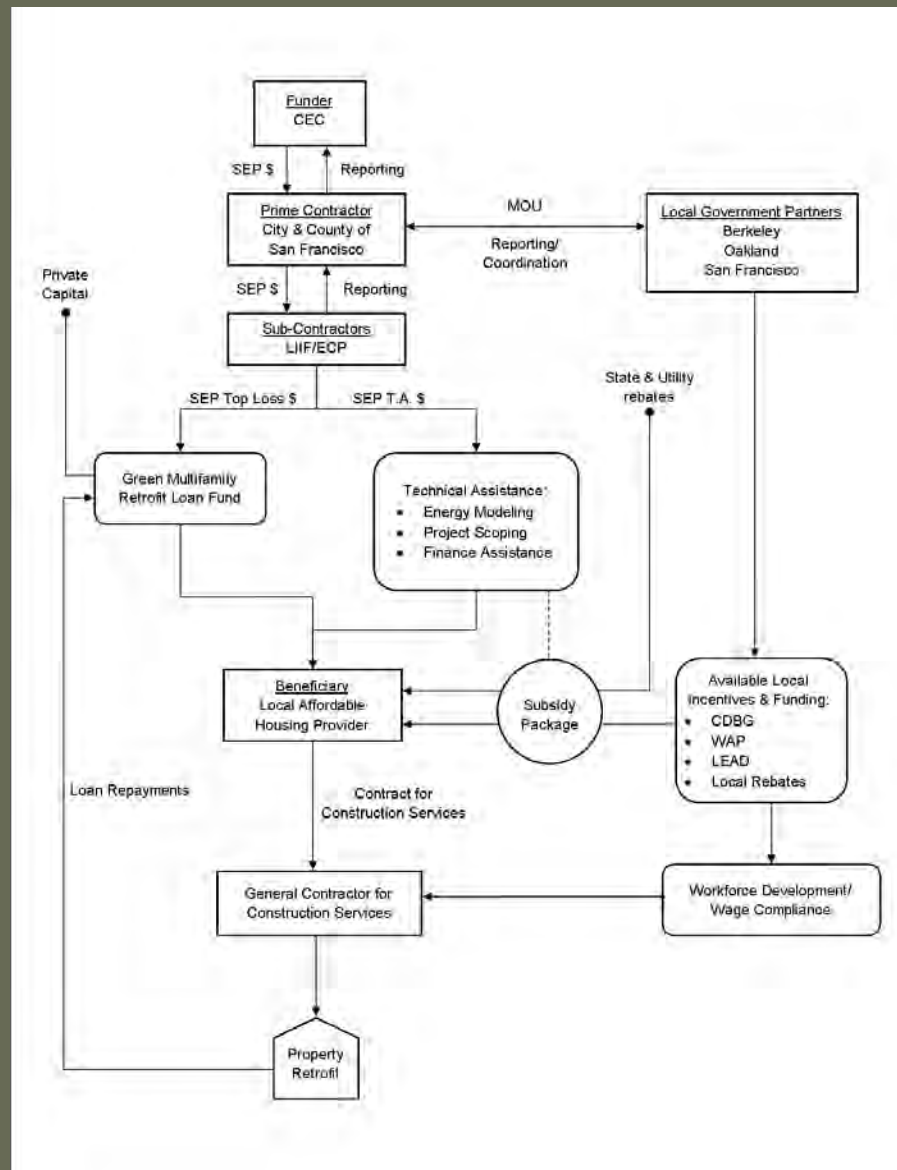 Funder
CEC
SEP $
Reporting
Prime Contractor
City & County of
San Francisco
MOU
Reporting/
Coordination
Local Government Partners
Berkeley
Oakland
San Francisco
Private
Capital
SEP $
Reporting
Sub-Contractors
LIIF/ECP
State & Utility
rebates
SEP Top Loss $
SEP T.A. $
Green Multifamily
Retrofit Loan Fund
Technical Assistance:
• Energy Modeling
• Project Scoping
• Finance Assistance
Beneficiary
Local Affordable
Housing Provider
Subsidy
Package
Available Local
Incentives & Funding:
• CDBG
• WAP
• LEAD
• Local Rebates
Loan Repayments
Contract for
Construction Services
General Contractor for
Construction Services
Workforce Development/
Wage Compliance
Property
Retrofit